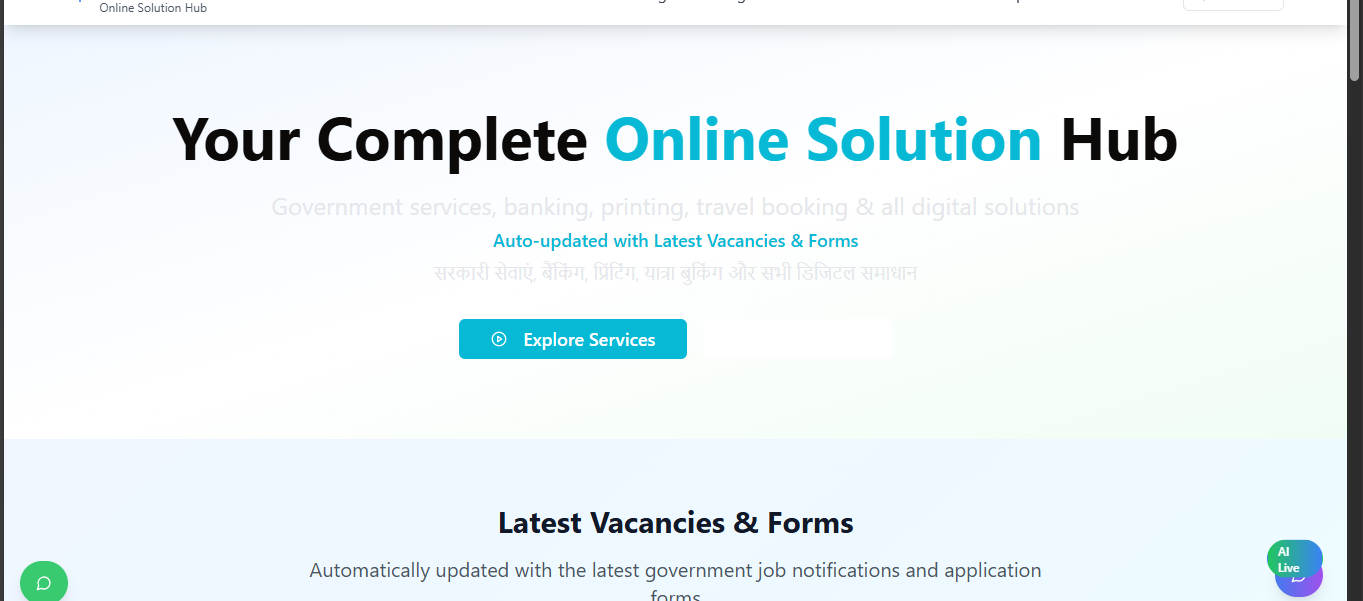 Online Solution Hub
Your Complete Online Solution Hub
Government services, banking, printing, travel booking & all digital solutions
Auto-updated with Latest Vacancies & Forms
सरकारी सेवाएं, बैंकिंग, प्रिंटिंग, यात्रा बुकिंग और सभी डिजिटल समाधान
Explore Services
Latest Vacancies & Forms
Automatically updated with the latest government job notifications and application
forms.
AI
Live